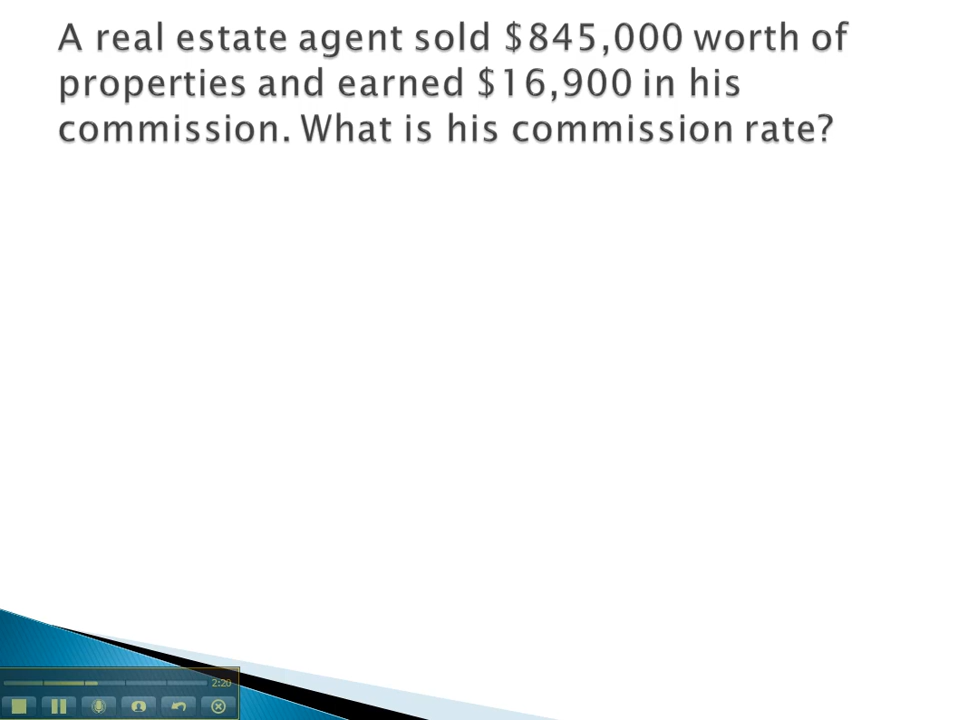 A real estate agent sold $845,000 worth of
properties and earned $16,900 in his
commission. What is his commission rate?
2:20